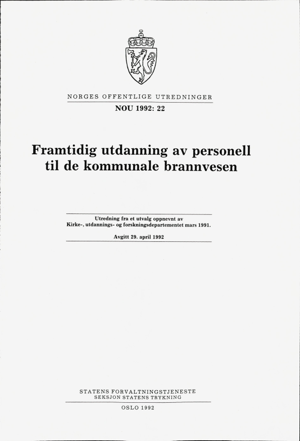 NORGES OFFENTLIGE UTREDNINGER
NOU 1992: 22
Framtidig utdanning av personell
til de kommunale brannvesen
Utredning fra et utvalg oppnevnt av
Kirke-, utdannings- og forskningsdepartementet mars 1991.
Avgitt 29. april 1992
STATENS FORVALTNINGSTJENESTE
SEKSJON STATENS TRYKNING
OSLO 1992